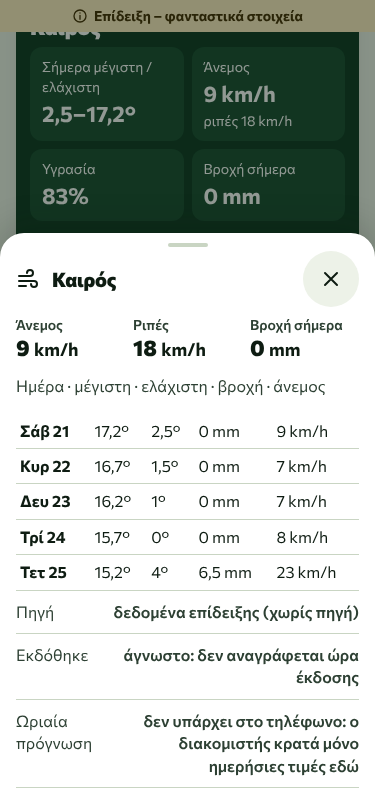 Επίδειξη – φανταστικά στοιχεία
Καιρός
Σήμερα μέγιστη /
ελάχιστη
2,5–17,2°
Άνεμος
9 km/h
ριπές 18 km/h
Υγρασία
83%
Βροχή σήμερα
0 mm
Καιρός
Άνεμος
9 km/h
Ριπές
18 km/h
Βροχή σήμερα
0 mm
Ημέρα · μέγιστη · ελάχιστη · βροχή · άνεμος
Σάβ 21 17,2° 2,5° 0 mm 9 km/h
Κυρ 22 16,7° 1,5° 0 mm 7 km/h
Δευ 23 16,2° 1° 0 mm 7 km/h
Τρί 24 15,7° 0° 0 mm 8 km/h
Τετ 25 15,2° 4° 6,5 mm 23 km/h
Πηγή δεδομένα επίδειξης (χωρίς πηγή)
Εκδόθηκε άγνωστο: δεν αναγράφεται ώρα
έκδοσης
Ωριαία δεν υπάρχει στο τηλέφωνο: ο
πρόγνωση διακομιστής κρατά μόνο
ημερήσιες τιμές εδώ